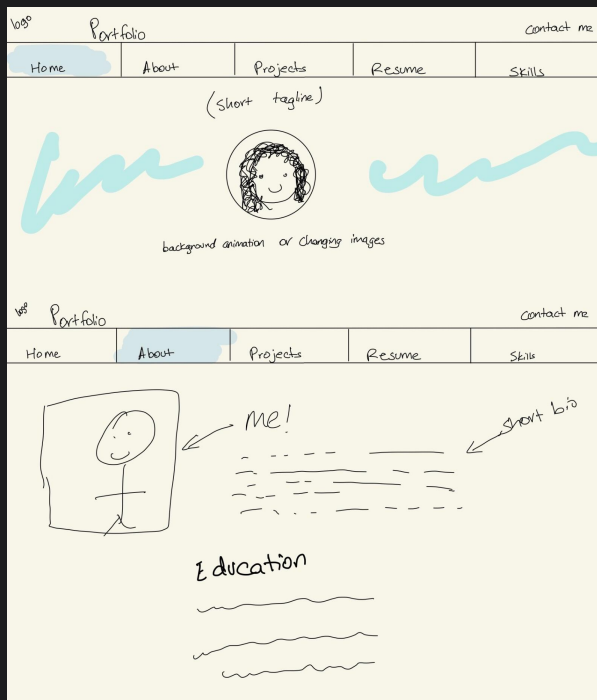 logo Portfolio Contact me
Home About Projects Resume Skills
(short tagline)
background animation or changing images
logo Portfolio Contact me
Home About Projects Resume Skills
me!
short bio
Education